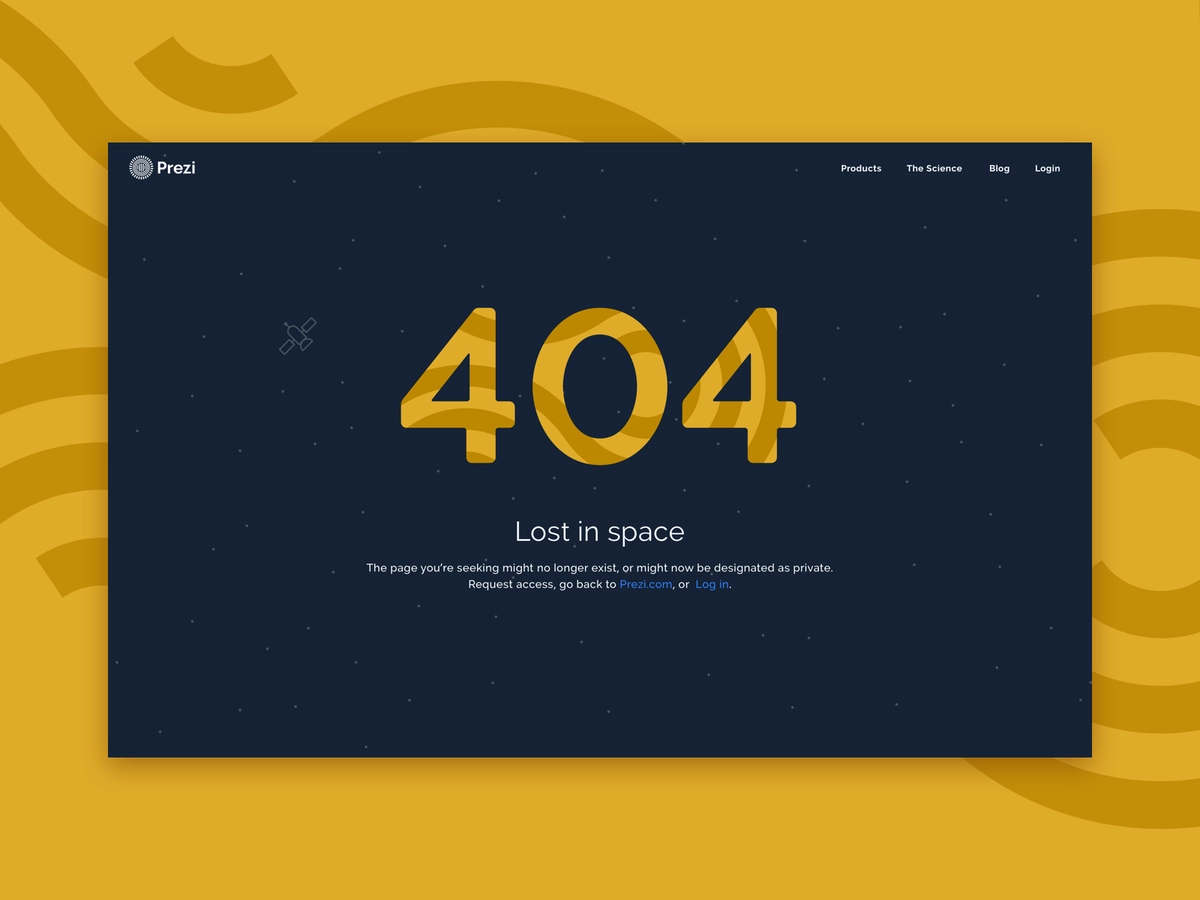 Prezi
Products The Science Blog Login
404
Lost in space
The page you’re seeking might no longer exist, or might now be designated as private.
Request access, go back to Prezi.com, or Log in.